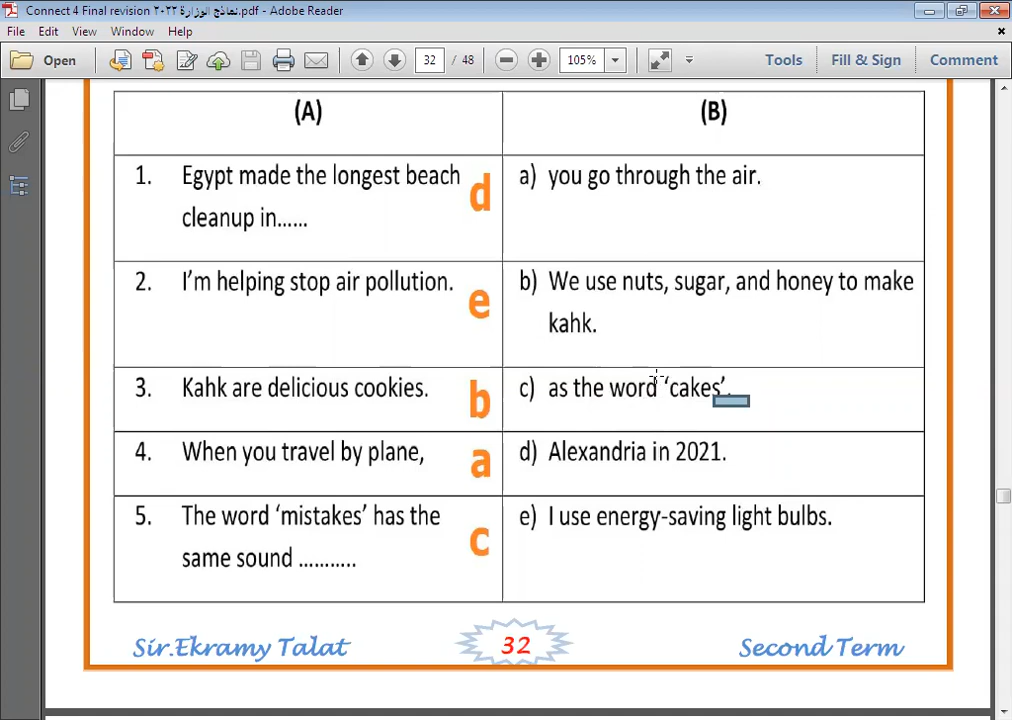 Connect 4 Final revision نماذج الوزارة ٢٠٢٢.pdf - Adobe Reader
File Edit View Window Help
Open 32 / 48 105% Tools Fill & Sign Comment
(A) (B)
1. Egypt made the longest beach d a) you go through the air.
cleanup in......
2. I'm helping stop air pollution. e b) We use nuts, sugar, and honey to make
kahk.
3. Kahk are delicious cookies. b c) as the word 'cakes'.
4. When you travel by plane, a d) Alexandria in 2021.
5. The word 'mistakes' has the c e) I use energy-saving light bulbs.
same sound ...........
Sir.Ekramy Talat 32 Second Term